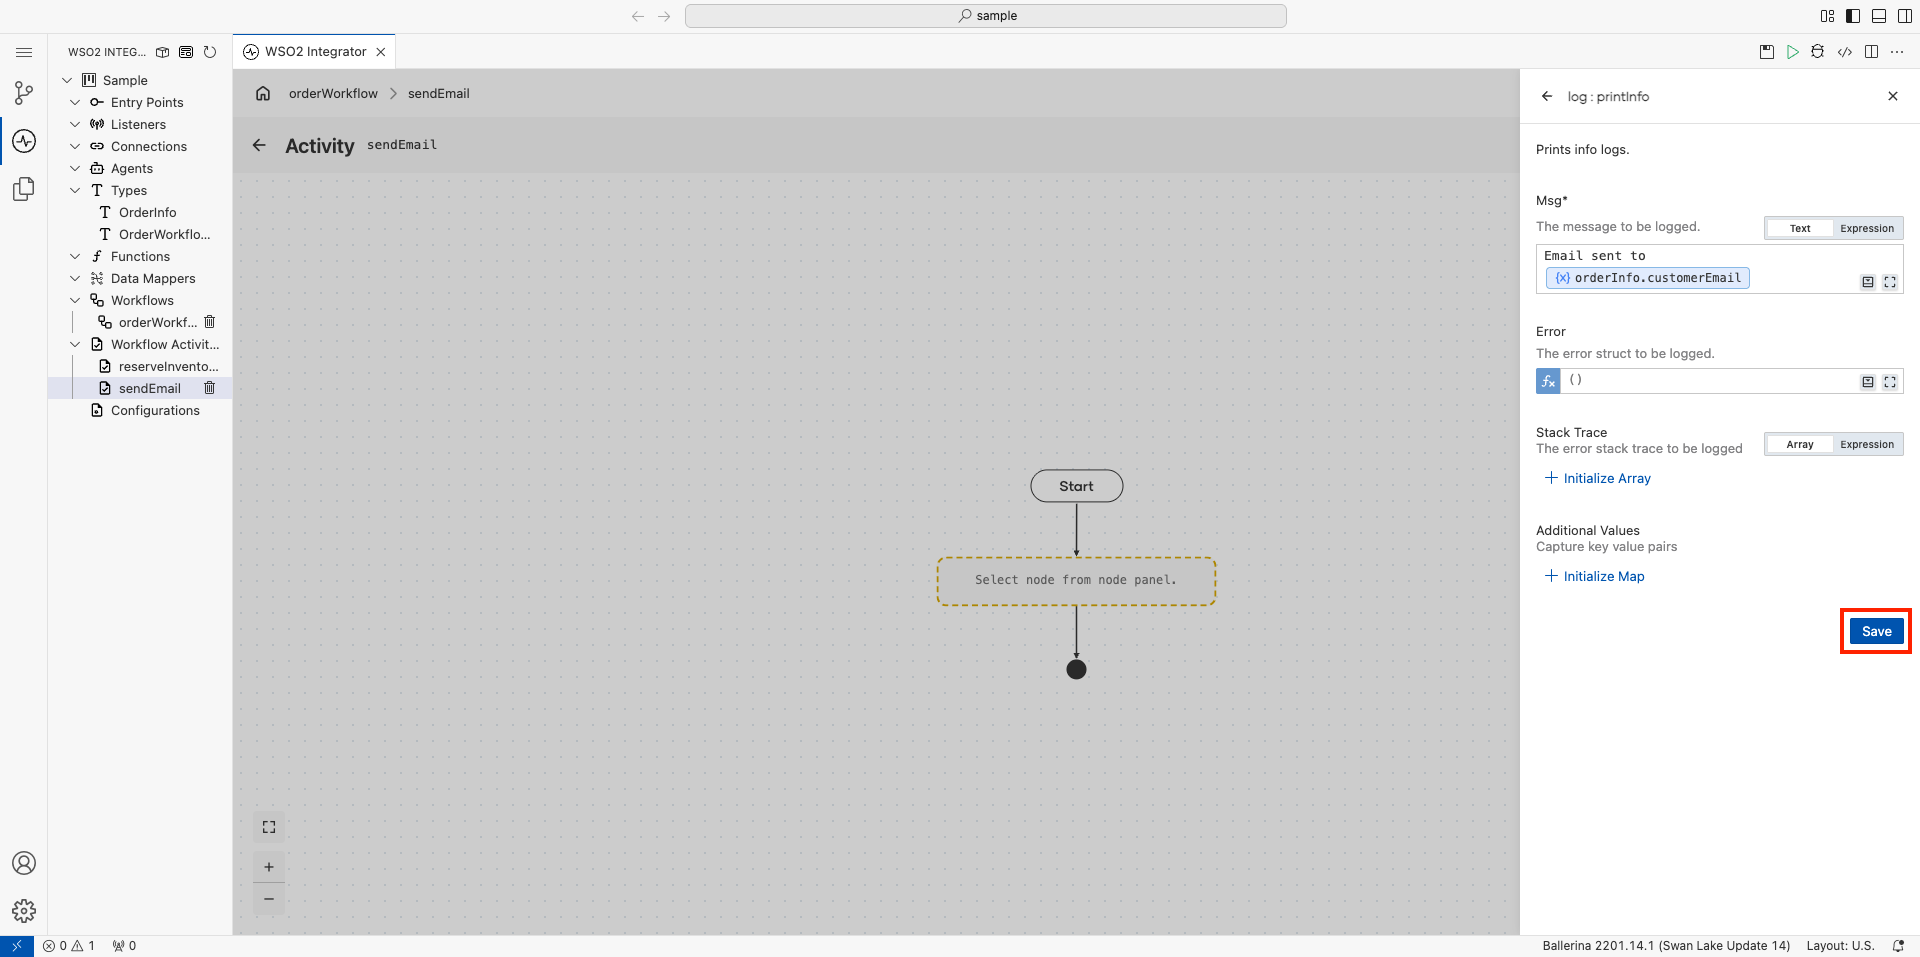 sample
WSO2 INTEG...
WSO2 Integrator
Sample
Entry Points
Listeners
Connections
Agents
Types
OrderInfo
OrderWorkflo...
Functions
Data Mappers
Workflows
orderWorkf...
Workflow Activit...
reserveInvento...
sendEmail
Configurations
orderWorkflow
sendEmail
Activity sendEmail
Start
Select node from node panel.
log : printInfo
Prints info logs.
Msg*
The message to be logged.
Text Expression
Email sent to
{x} orderInfo.customerEmail
Error
The error struct to be logged.
fx ()
Stack Trace
The error stack trace to be logged
Array Expression
Initialize Array
Additional Values
Capture key value pairs
Initialize Map
Save
0 1 0
Ballerina 2201.14.1 (Swan Lake Update 14) Layout: U.S.